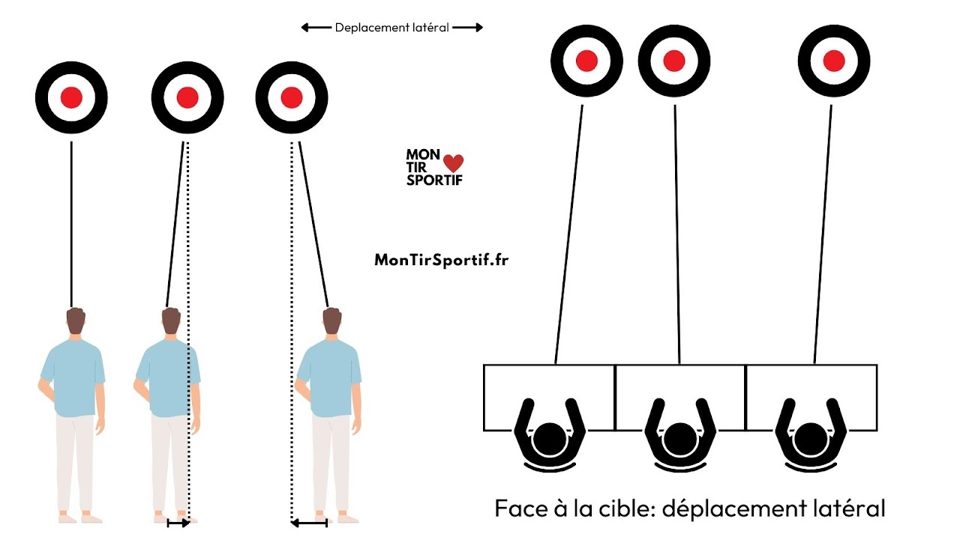 Deplacement latéral
MON
TIR
SPORTIF
MonTirSportif.fr
Face à la cible: déplacement latéral